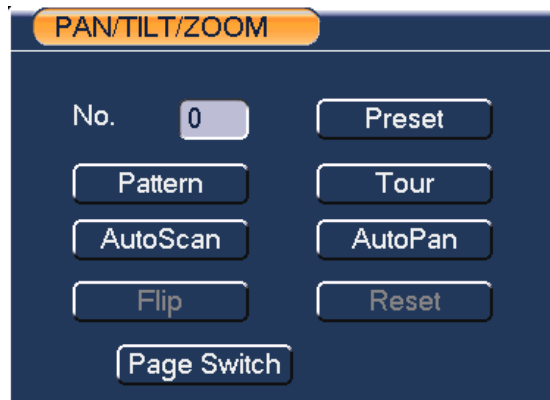 PAN/TILT/ZOOM
No. 0 Preset
Pattern Tour
AutoScan AutoPan
Flip Reset
Page Switch